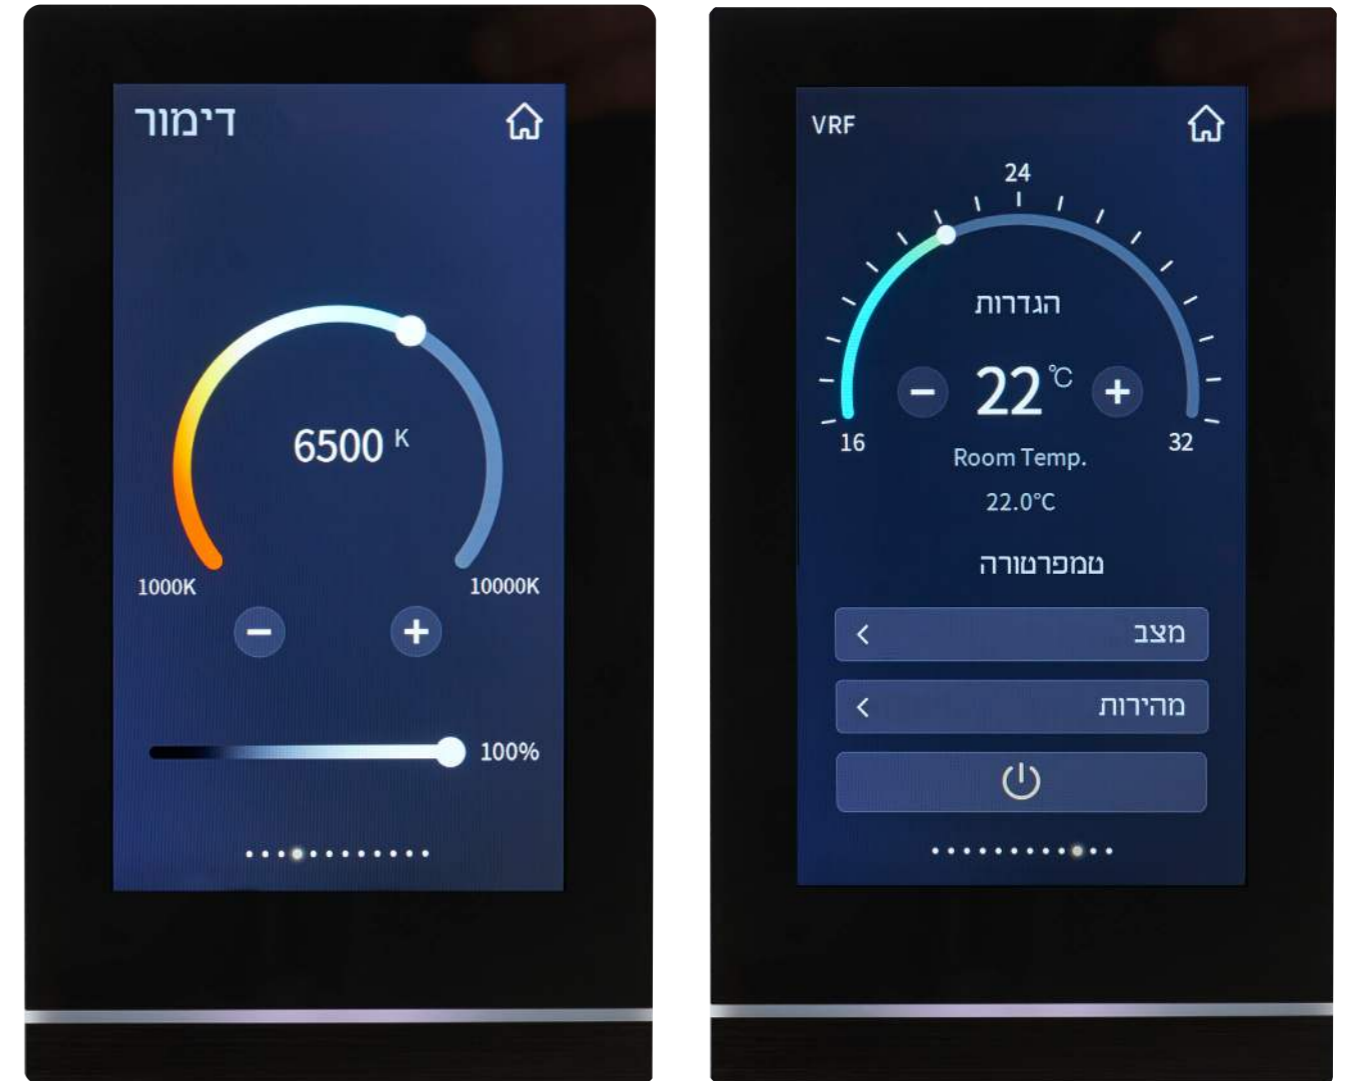 דימור
6500 K
1000K
10000K
100%
VRF
24
הגדרות
22 °C
16
32
Room Temp.
22.0°C
טמפרטורה
מצב
מהירות